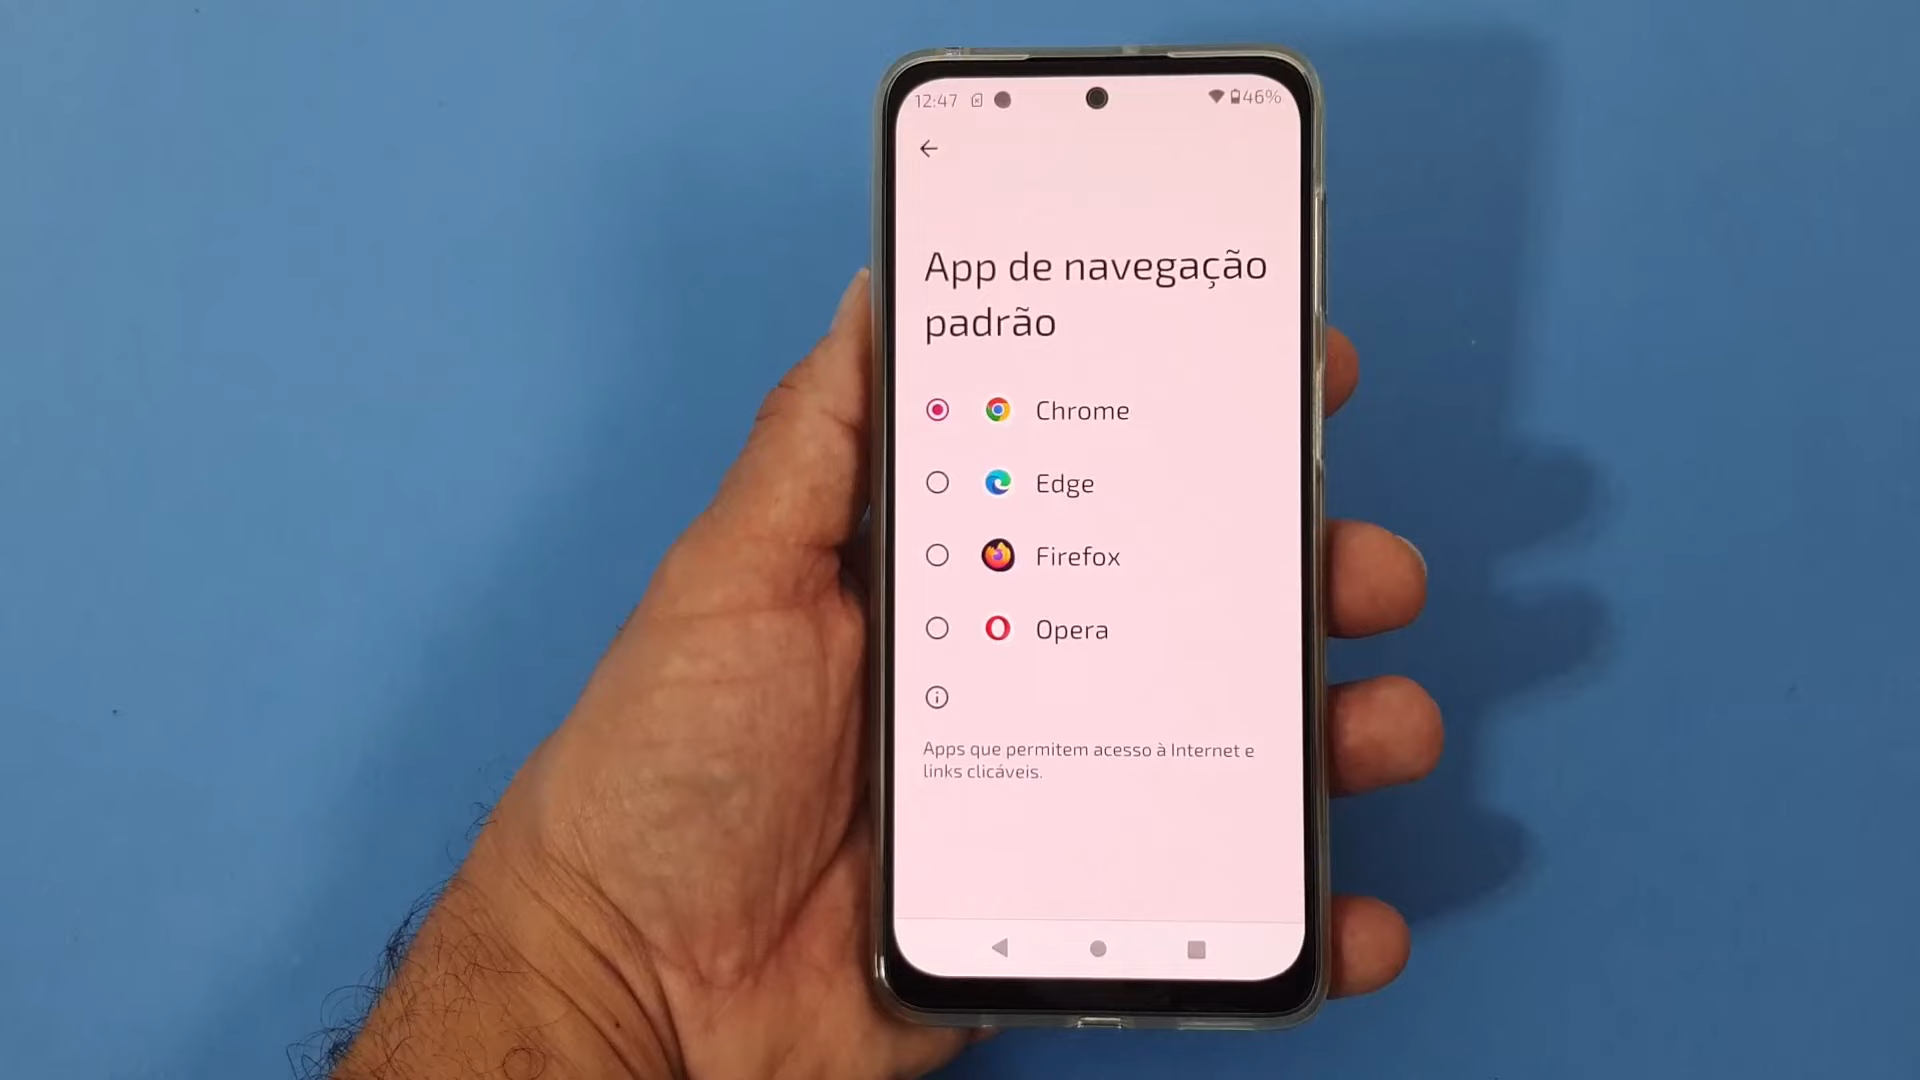 12:47 46%
App de navegação
padrão
Chrome
Edge
Firefox
Opera
Apps que permitem acesso à Internet e
links clicáveis.